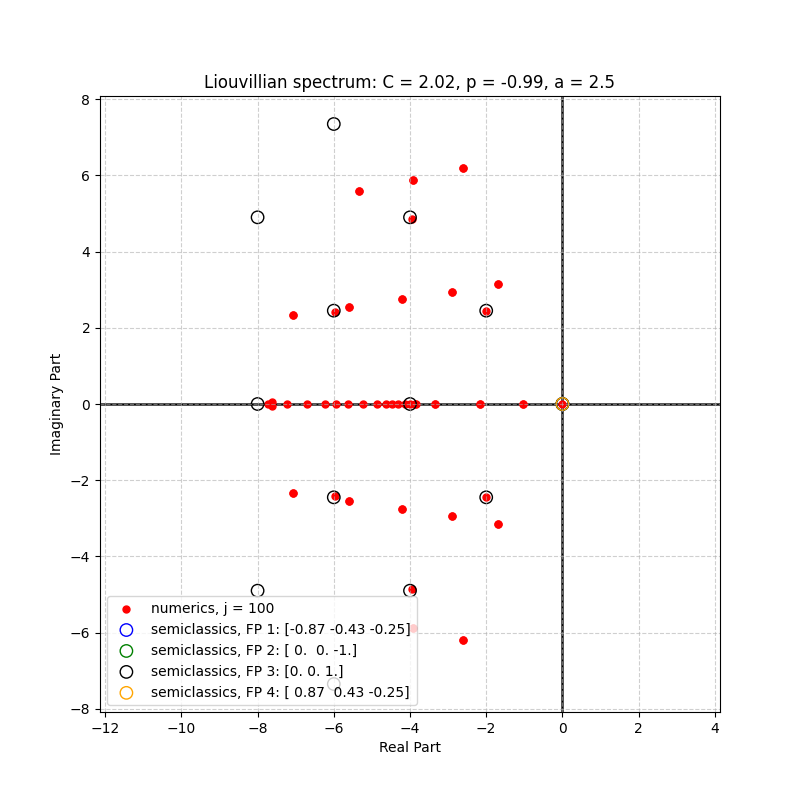 Liouvillian spectrum: C = 2.02, p = -0.99, a = 2.5
8
6
4
2
0
−2
−4
−6
−8
Imaginary Part
numerics, j = 100
semiclassics, FP 1: [-0.87 -0.43 -0.25]
semiclassics, FP 2: [ 0.  0. -1.]
semiclassics, FP 3: [0. 0. 1.]
semiclassics, FP 4: [ 0.87  0.43 -0.25]
−12 −10 −8 −6 −4 −2 0 2 4
Real Part